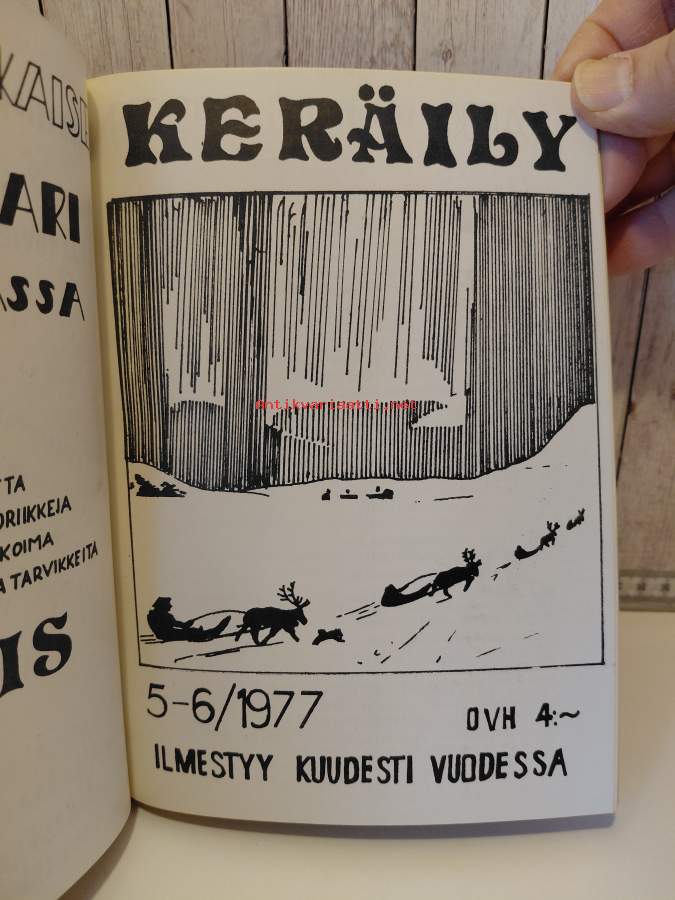 KAISE
ARI
ASSA
TTA
ORIIKKEJA
KOIMA
A TARVIKKEITA
IS
KERÄILY
Antikvariaatti.net
5-6/1977
OVH 4:~
ILMESTYY KUUDESTI VUODESSA